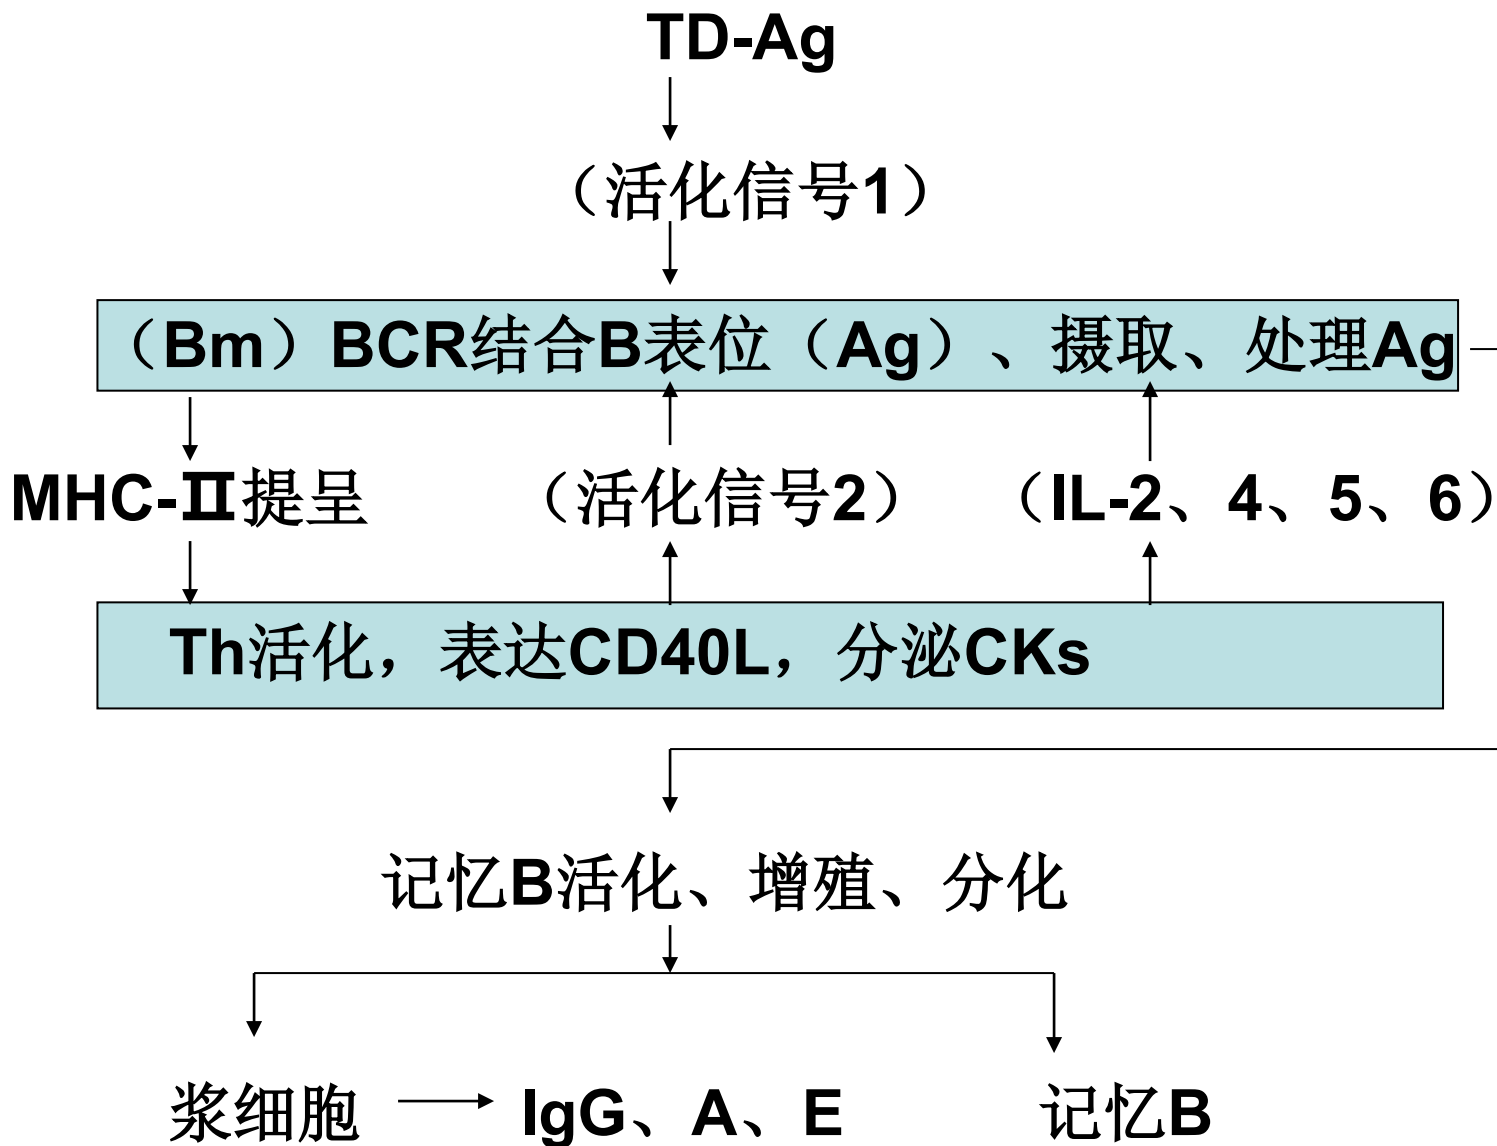 TD-Ag
（活化信号1）
（Bm）BCR结合B表位（Ag）、摄取、处理Ag
MHC-Ⅱ提呈 （活化信号2） （IL-2、4、5、6）
Th活化，表达CD40L，分泌CKs
记忆B活化、增殖、分化
浆细胞 IgG、A、E 记忆B